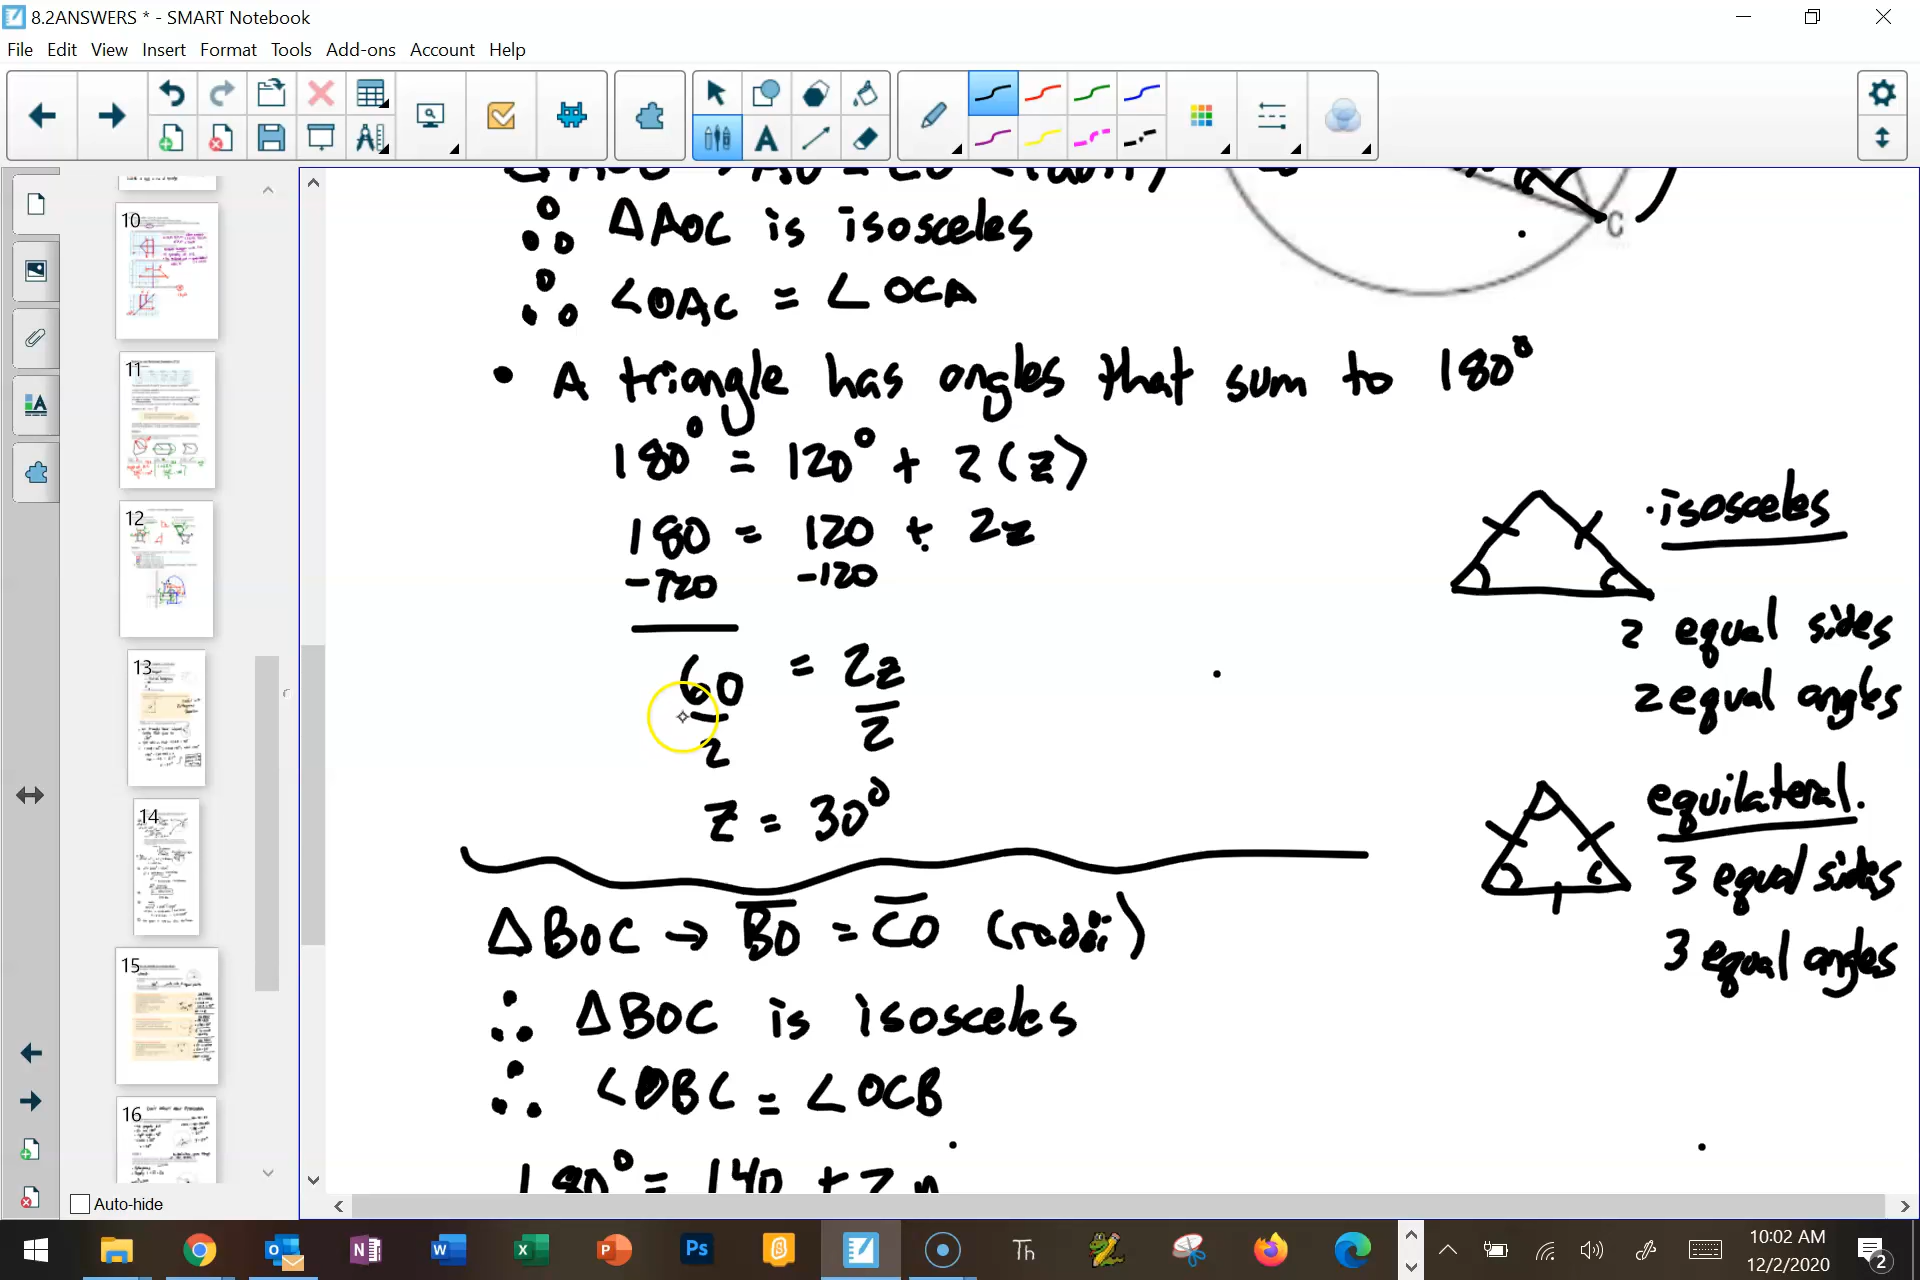 8.2ANSWERS * - SMART Notebook
File Edit View Insert Format Tools Add-ons Account Help
10
11
12
13
14
15
16
Auto-hide
∴ ΔAOC is isosceles
C
∴ <OAC = <OCA
• A triangle has angles that sum to 180°
180° = 120° + 2(z)
180 = 120 + 2z
-120 -120
60 = 2z
2 2
z = 30°
isosceles
2 equal sides
2 equal angles
equilateral.
3 equal sides
3 equal angles
ΔBOC → BO = CO (radii)
∴ ΔBOC is isosceles
∴ <OBC = <OCB
180° = 140 + 2
10:02 AM
12/2/2020
2